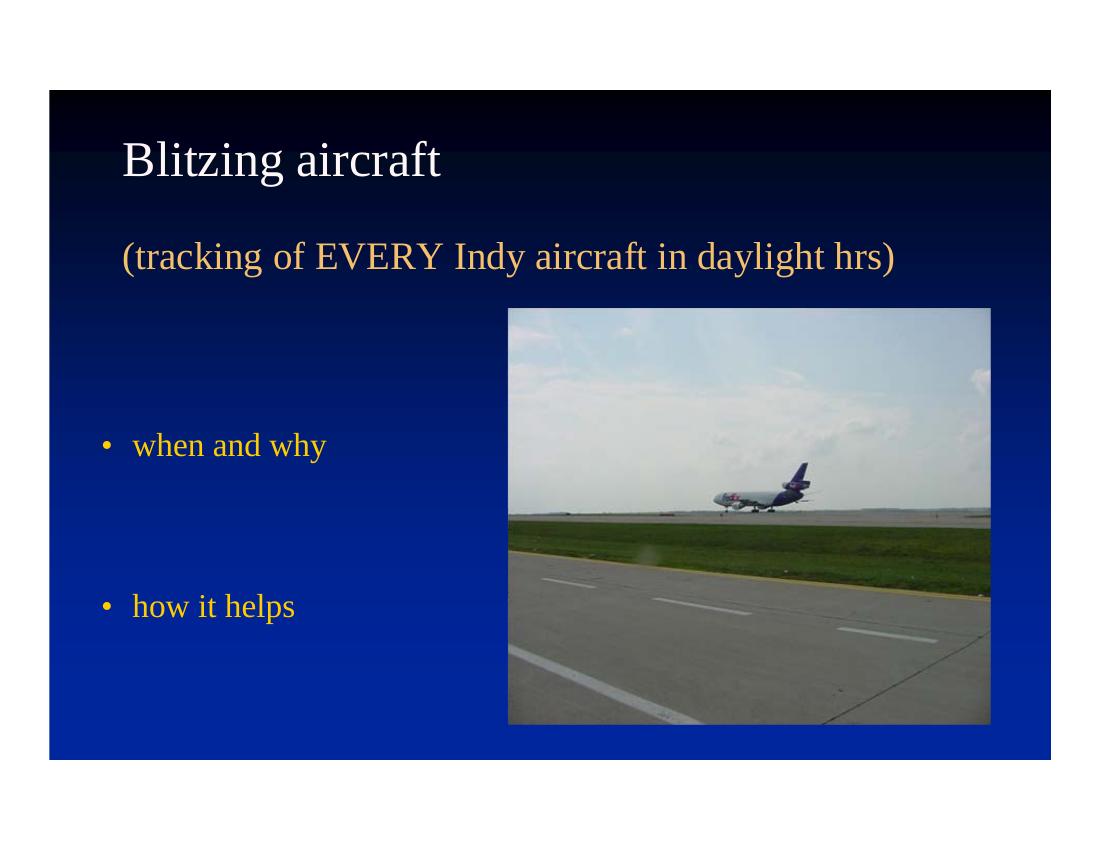 Blitzing aircraft
(tracking of EVERY Indy aircraft in daylight hrs)
• when and why
• how it helps